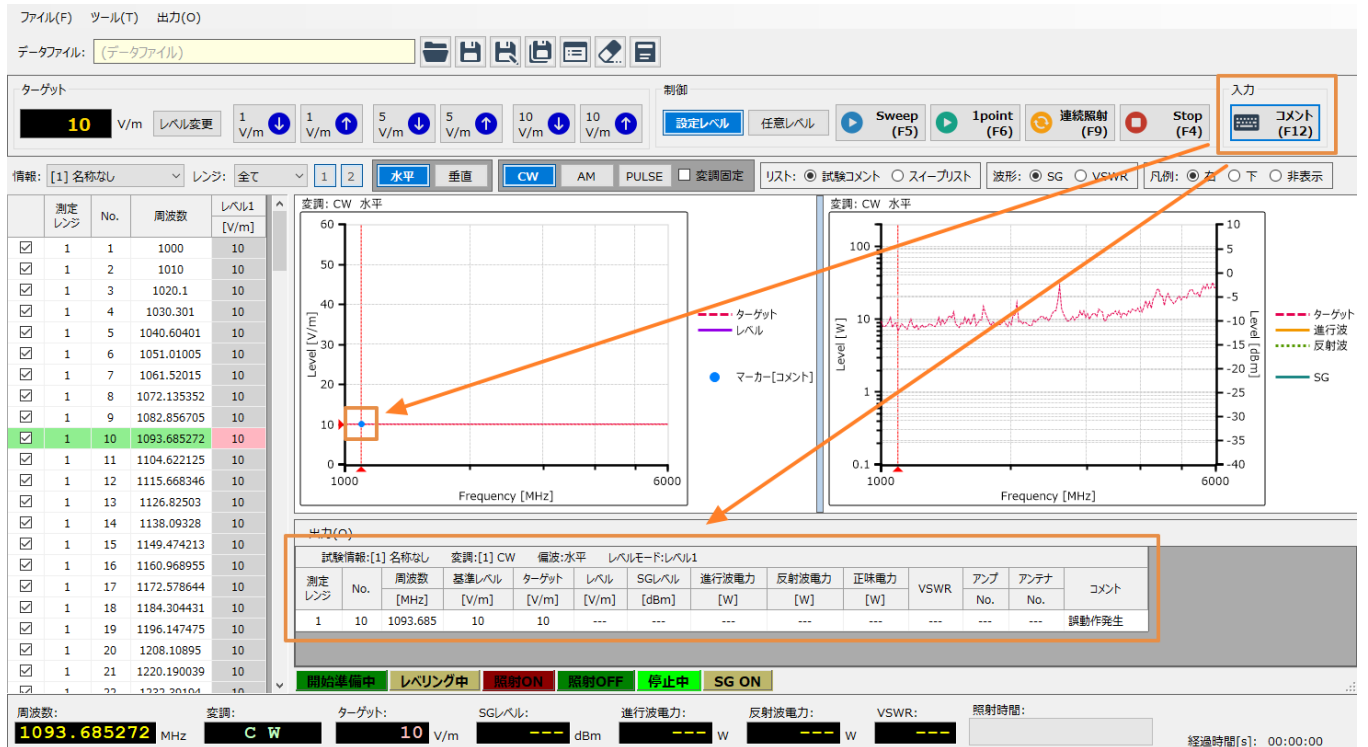 ファイル(F) ツール(T) 出力(O)
データファイル: (データファイル)
ターゲット 制御 入力
10 V/m レベル変更 1 V/m 1 V/m 5 V/m 5 V/m 10 V/m 10 V/m 設定レベル 任意レベル Sweep (F5) 1point (F6) 連続照射 (F9) Stop (F4) コメント (F12)
情報: [1] 名称なし レンジ: 全て 1 2 水平 垂直 CW AM PULSE 変調固定 リスト: 試験コメント スイープリスト 波形: SG VSWR 凡例: 右 下 非表示
測定レンジ No. 周波数 レベル1 [V/m]
1 1 1000 10
1 2 1010 10
1 3 1020.1 10
1 4 1030.301 10
1 5 1040.60401 10
1 6 1051.01005 10
1 7 1061.52015 10
1 8 1072.135352 10
1 9 1082.856705 10
1 10 1093.685272 10
1 11 1104.622125 10
1 12 1115.668346 10
1 13 1126.82503 10
1 14 1138.09328 10
1 15 1149.474213 10
1 16 1160.968955 10
1 17 1172.578644 10
1 18 1184.304431 10
1 19 1196.147475 10
1 20 1208.10895 10
1 21 1220.190039 10
変調: CW 水平
60
50
40
30
20
10
0
Level [V/m]
1000 6000
Frequency [MHz]
ターゲット
レベル
マーカー[コメント]
変調: CW 水平
100
10
1
0.1
Level [W]
10
5
0
-5
-10
-15
-20
-25
-30
-35
-40
Level [dBm]
1000 6000
Frequency [MHz]
ターゲット
進行波
反射波
SG
出力(O)
試験情報:[1] 名称なし 変調:[1] CW 偏波:水平 レベルモード:レベル1
測定レンジ No. 周波数 [MHz] 基準レベル [V/m] ターゲット [V/m] レベル [V/m] SGレベル [dBm] 進行波電力 [W] 反射波電力 [W] 正味電力 [W] VSWR アンプ No. アンテナ No. コメント
1 10 1093.685 10 10 --- --- --- --- --- --- --- --- 誤動作発生
開始準備中 レベリング中 照射ON 照射OFF 停止中 SG ON
周波数: 変調: ターゲット: SGレベル: 進行波電力: 反射波電力: VSWR: 照射時間:
1093.685272 MHz C W 10 V/m --- dBm --- W --- W ---
経過時間[s]: 00:00:00